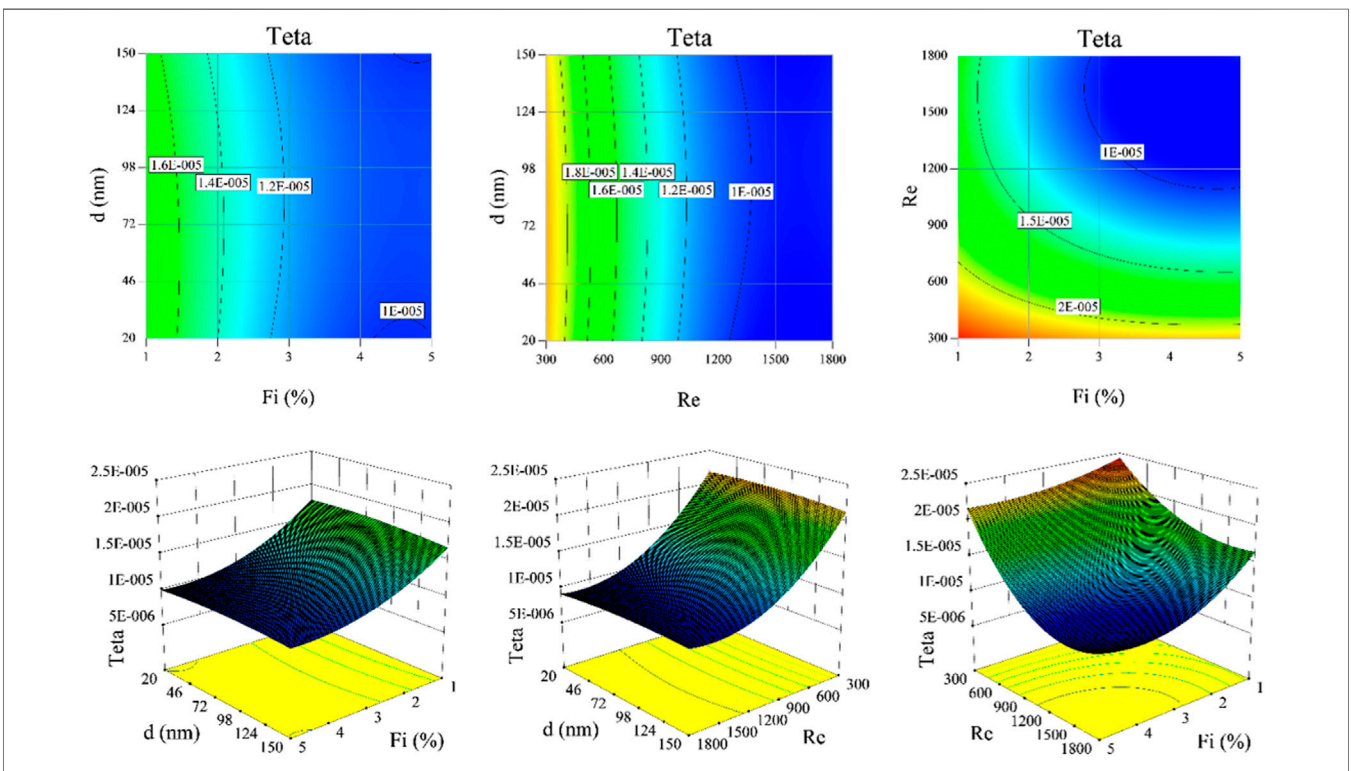 Teta
150
124
98
72
46
20
d (nm)
1.6E-005
1.4E-005
1.2E-005
1E-005
1 2 3 4 5
Fi (%)
Teta
150
124
98
72
46
20
d (nm)
1.8E-005
1.6E-005
1.4E-005
1.2E-005
1E-005
300 600 900 1200 1500 1800
Re
Teta
1800
1500
1200
900
600
300
Re
1E-005
1.5E-005
2E-005
1 2 3 4 5
Fi (%)
2.5E-005
2E-005
1.5E-005
1E-005
5E-006
Teta
20
46
72
98
124
150
d (nm)
5
4
3
2
1
Fi (%)
2.5E-005
2E-005
1.5E-005
1E-005
5E-006
Teta
20
46
72
98
124
150
d (nm)
1800
1500
1200
900
600
300
Re
2.5E-005
2E-005
1.5E-005
1E-005
5E-006
Teta
300
600
900
1200
1500
1800
Re
5
4
3
2
1
Fi (%)